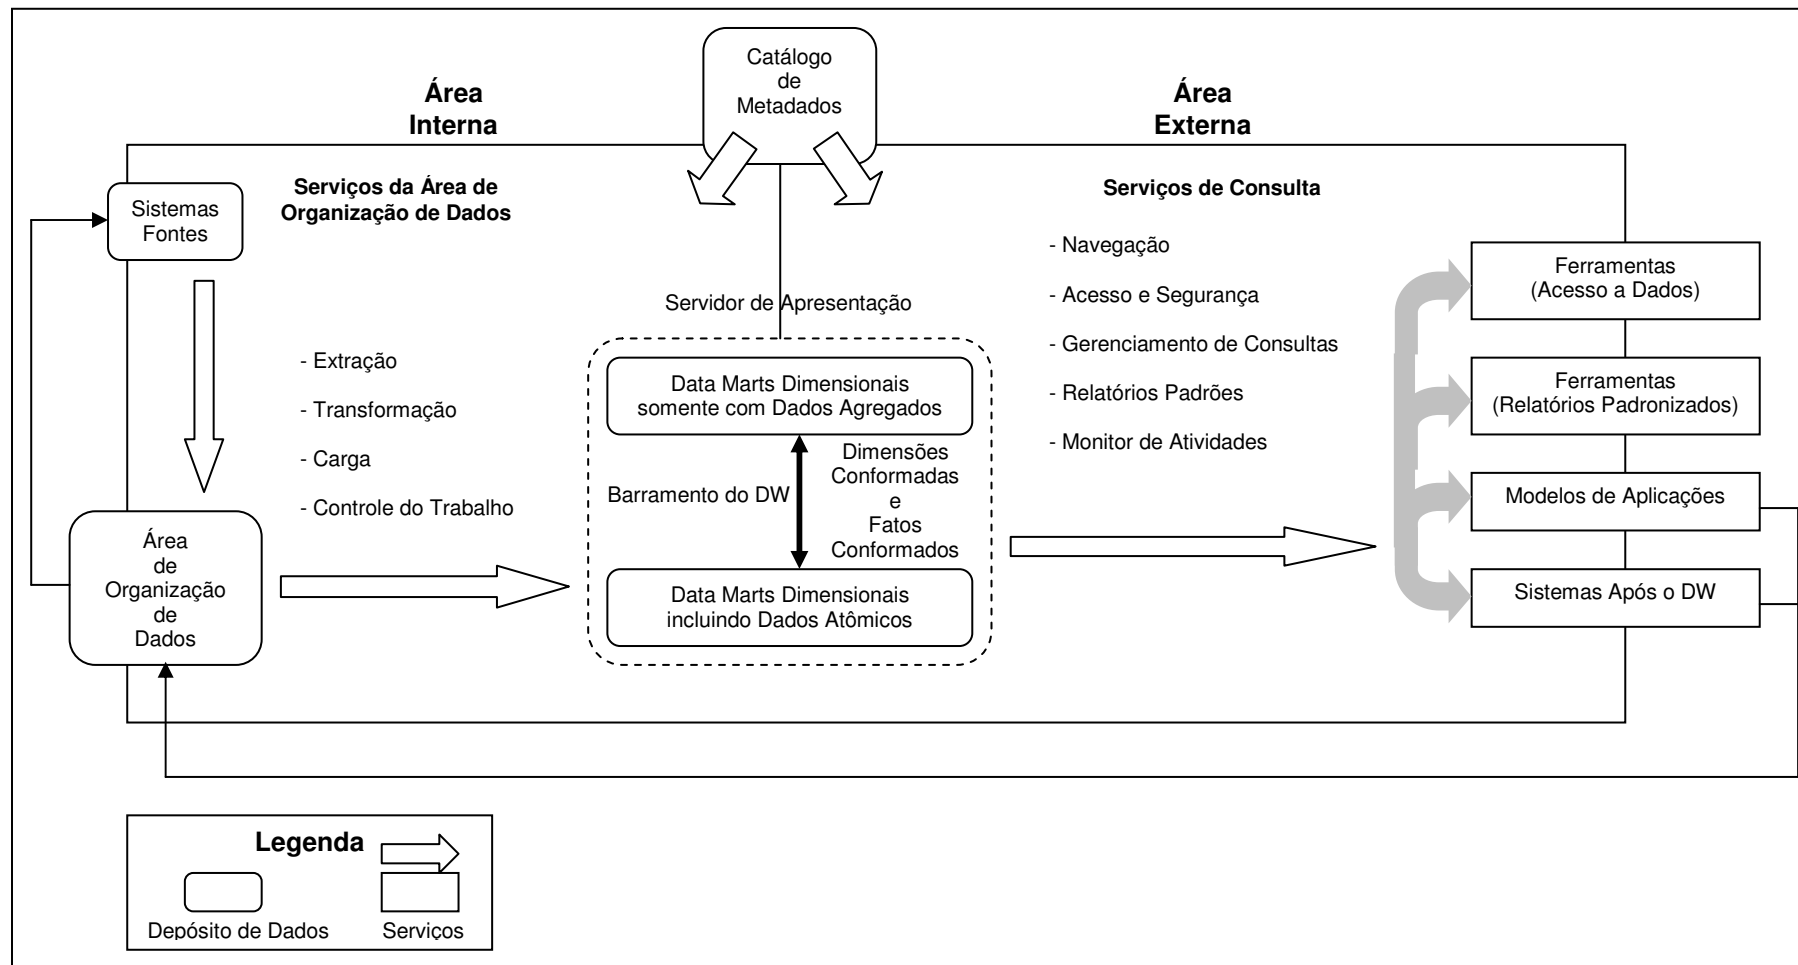 Catálogo
de
Metadados
Área
Interna
Área
Externa
Serviços da Área de
Organização de Dados
Serviços de Consulta
Sistemas
Fontes
- Navegação
- Acesso e Segurança
- Gerenciamento de Consultas
- Relatórios Padrões
- Monitor de Atividades
Ferramentas
(Acesso a Dados)
Servidor de Apresentação
- Extração
- Transformação
- Carga
- Controle do Trabalho
Data Marts Dimensionais
somente com Dados Agregados
Ferramentas
(Relatórios Padronizados)
Barramento do DW
Dimensões
Conformadas
e
Fatos
Conformados
Modelos de Aplicações
Área
de
Organização
de
Dados
Data Marts Dimensionais
incluindo Dados Atômicos
Sistemas Após o DW
Legenda
Depósito de Dados
Serviços